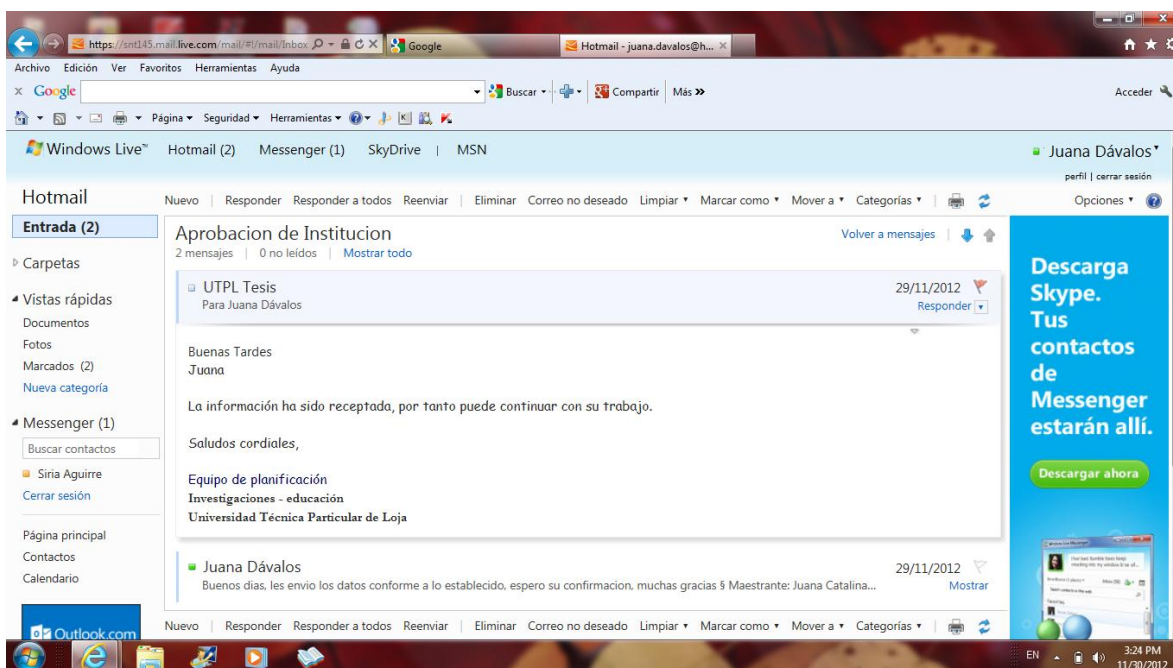 https://snt145.mail.live.com/mail/#!/mail/Inbox
Google
Hotmail - juana.davalos@h...
Archivo Edición Ver Favoritos Herramientas Ayuda
x Google
Buscar
Compartir
Más »
Acceder
Página Seguridad Herramientas
Windows Live™ Hotmail (2) Messenger (1) SkyDrive | MSN
Juana Dávalos
perfil | cerrar sesión
Hotmail
Nuevo | Responder Responder a todos Reenviar | Eliminar Correo no deseado Limpiar Marcar como Mover a Categorías |
Opciones
Entrada (2)
Carpetas
Vistas rápidas
Documentos
Fotos
Marcados (2)
Nueva categoría
Messenger (1)
Buscar contactos
Siria Aguirre
Cerrar sesión
Página principal
Contactos
Calendario
Outlook.com
Aprobacion de Institucion
Volver a mensajes
2 mensajes | 0 no leídos | Mostrar todo
UTPL Tesis
29/11/2012
Para Juana Dávalos
Responder
Buenas Tardes
Juana
La información ha sido receptada, por tanto puede continuar con su trabajo.
Saludos cordiales,
Equipo de planificación
Investigaciones - educación
Universidad Técnica Particular de Loja
Juana Dávalos
29/11/2012
Buenos dias, les envio los datos conforme a lo establecido, espero su confirmacion, muchas gracias § Maestrante: Juana Catalina...
Mostrar
Nuevo | Responder Responder a todos Reenviar | Eliminar Correo no deseado Limpiar Marcar como Mover a Categorías |
Descarga
Skype.
Tus
contactos
de
Messenger
estarán allí.
Descargar ahora
EN
3:24 PM
11/30/2012